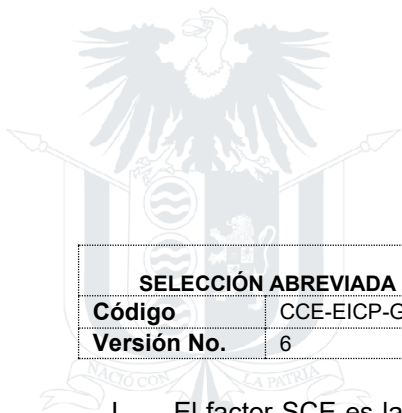 SELECCIÓN ABREVIADA
Código CCE-EICP-G
Versión No. 6
NACIÓ CON LA PATRIA
I. El factor SCE es la